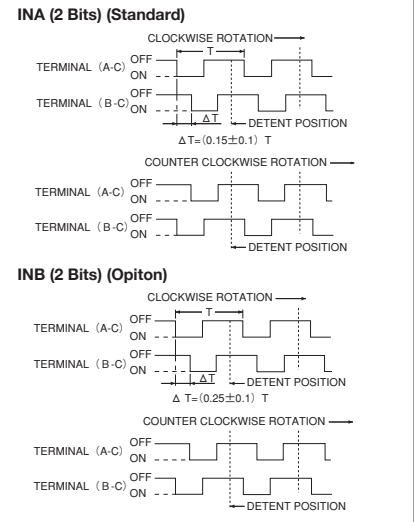 INA (2 Bits) (Standard)
CLOCKWISE ROTATION
T
TERMINAL (A-C) OFF
ON
TERMINAL (B-C) OFF
ON
ΔT
DETENT POSITION
ΔT=(0.15±0.1) T
COUNTER CLOCKWISE ROTATION
TERMINAL (A-C) OFF
ON
TERMINAL (B-C) OFF
ON
DETENT POSITION
INB (2 Bits) (Opiton)
CLOCKWISE ROTATION
T
TERMINAL (A-C) OFF
ON
TERMINAL (B-C) OFF
ON
ΔT
DETENT POSITION
Δ T=(0.25±0.1) T
COUNTER CLOCKWISE ROTATION
TERMINAL (A-C) OFF
ON
TERMINAL (B-C) OFF
ON
DETENT POSITION